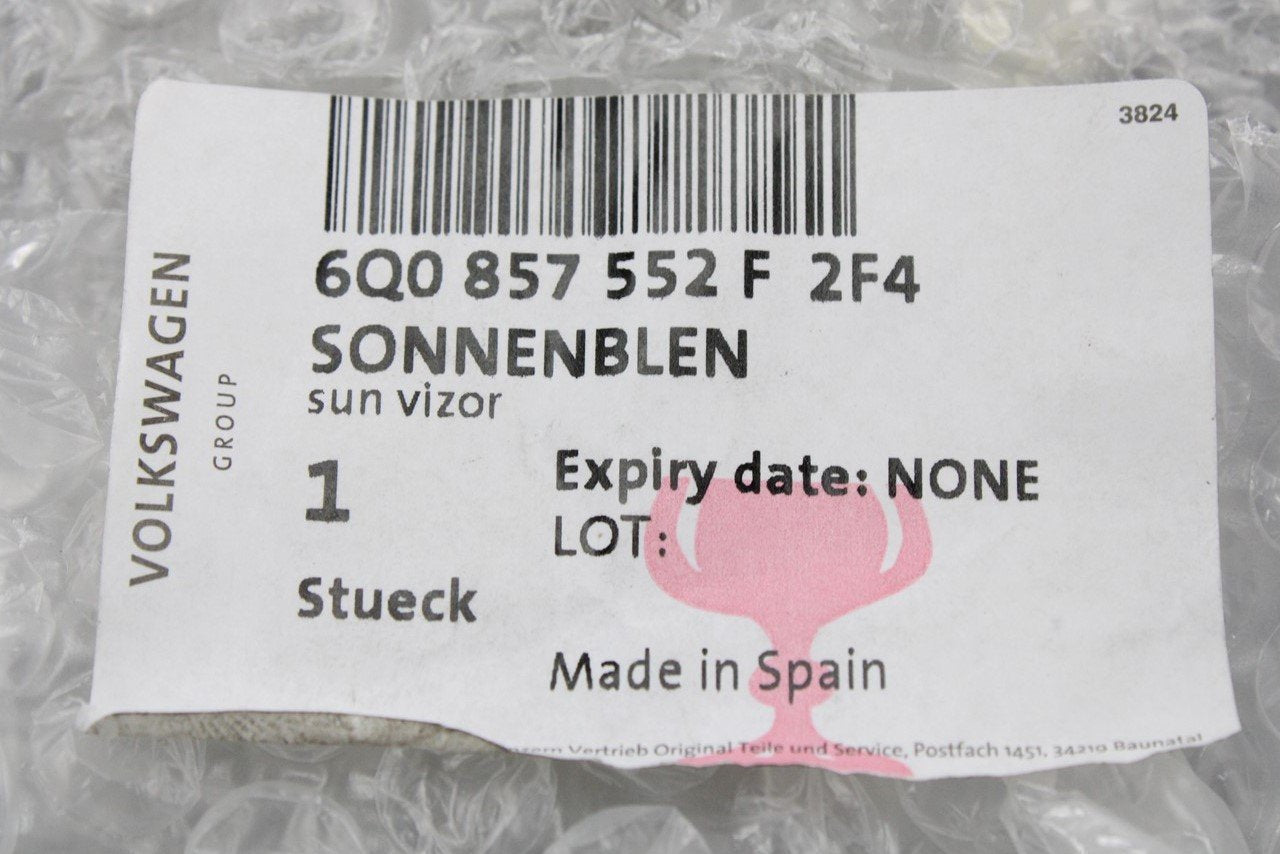 3824
6Q0 857 552 F 2F4
SONNENBLEN
sun vizor
VOLKSWAGEN
GROUP
1
Expiry date: NONE
LOT:
Stueck
Made in Spain
Vertrieb Original Teile und Service, Postfach 1451, 34210 Baunatal